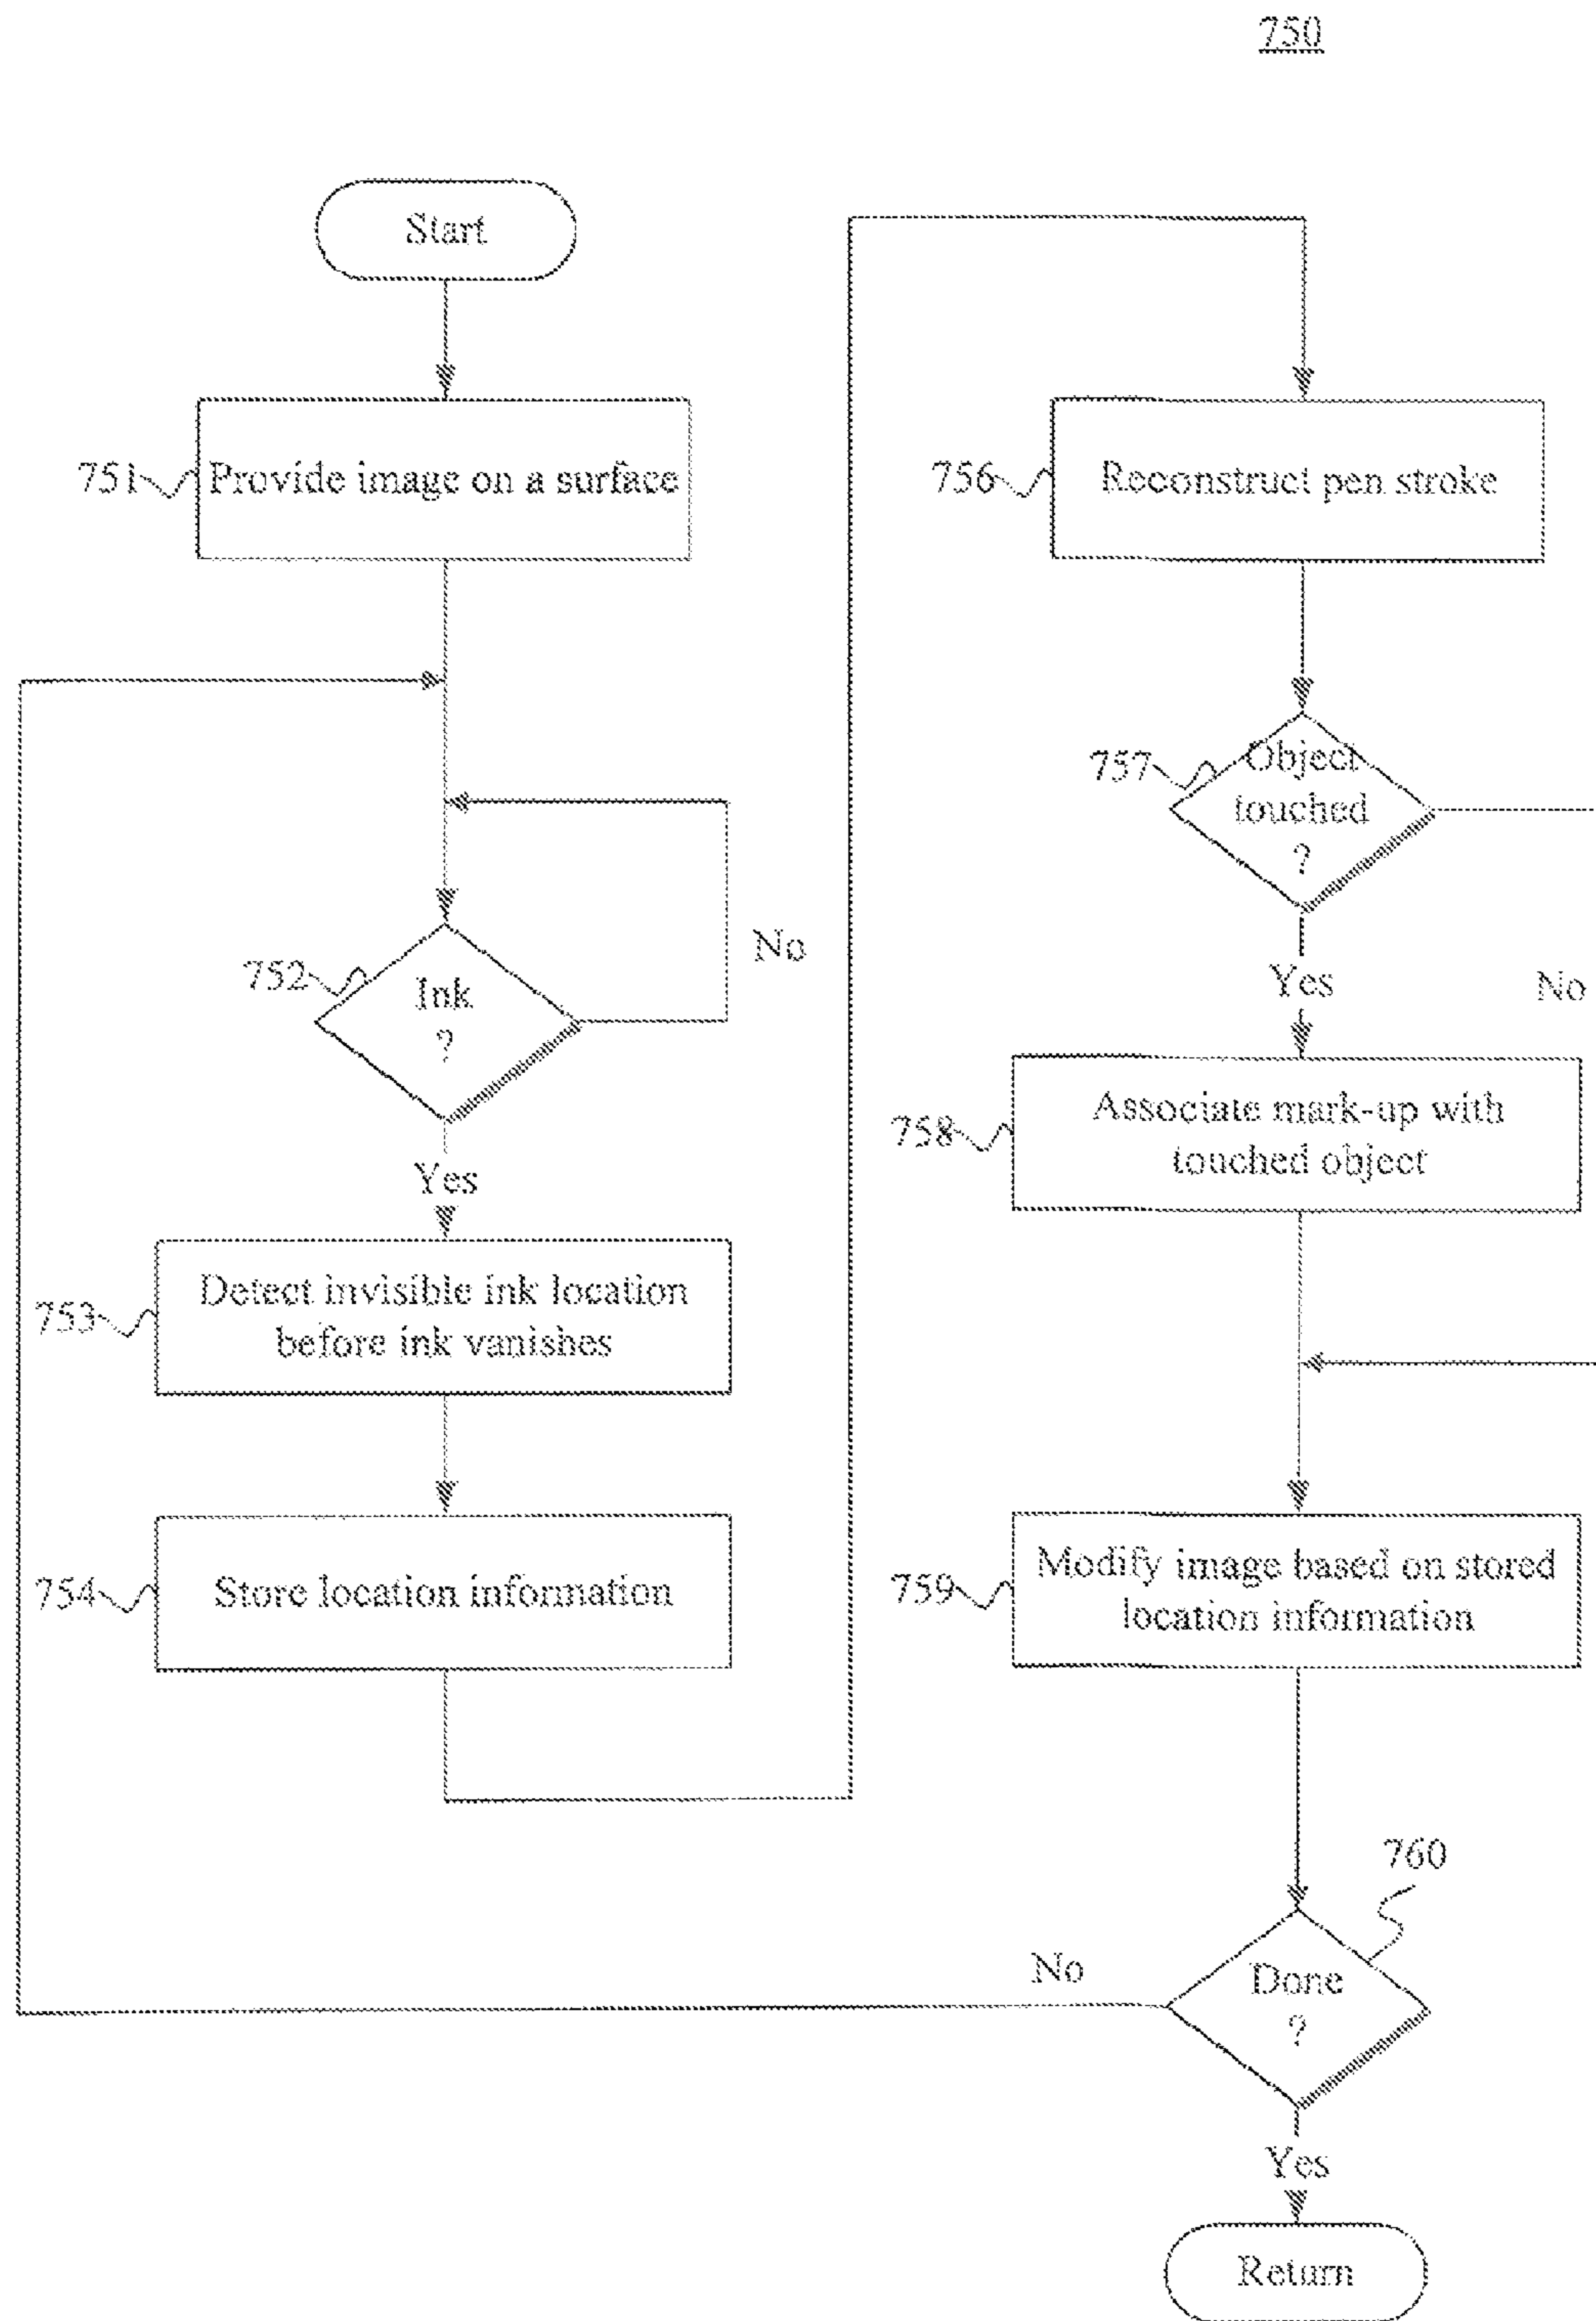 750
Start
751
Provide image on a surface
752
Ink
?
No
Yes
753
Detect invisible ink location
before ink vanishes
754
Store location information
756
Reconstruct pen stroke
757
Object
touched
?
Yes
No
758
Associate mark-up with
touched object
759
Modify image based on stored
location information
760
Done
?
No
Yes
Return